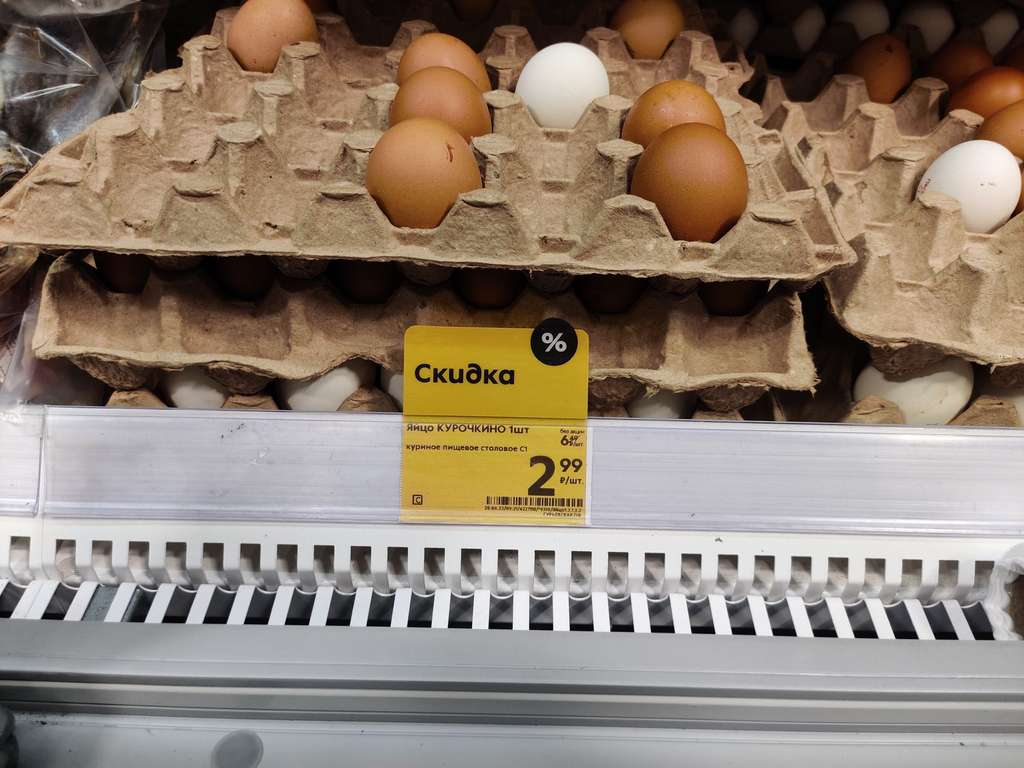 %
Скидка
Яйцо КУРОЧКИНО 1шт
без акции
6 49
₽/шт.
куриное пищевое столовое С1
2 99
₽/шт.
С